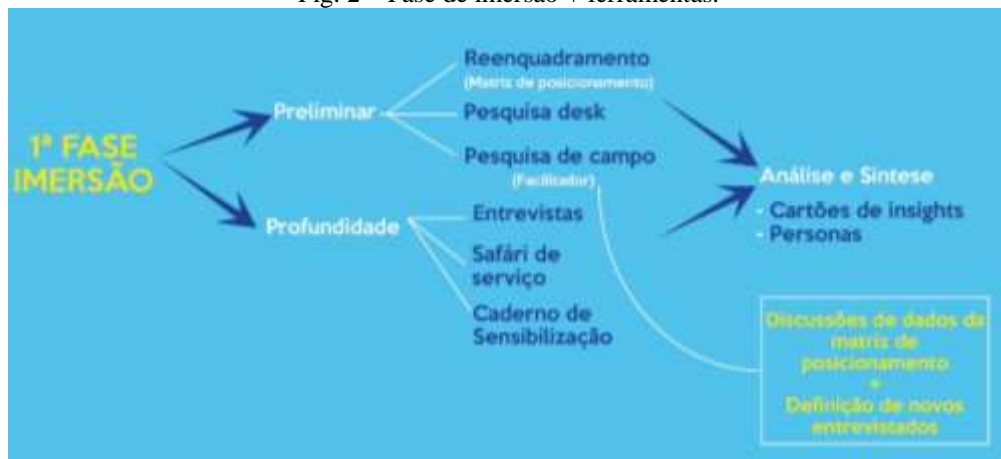 Fig. 2 – Fase de imersão + ferramentas.
1ª FASE
IMERSÃO
Preliminar
Reenquadramento
(Matriz de posicionamento)
Pesquisa desk
Pesquisa de campo
(Facilitador)
Profundidade
Entrevistas
Safári de
serviço
Caderno de
Sensibilização
Análise e Síntese
- Cartões de insights
- Personas
Discussões de dados da
matriz de
posicionamento
+
Definição de novos
entrevistados